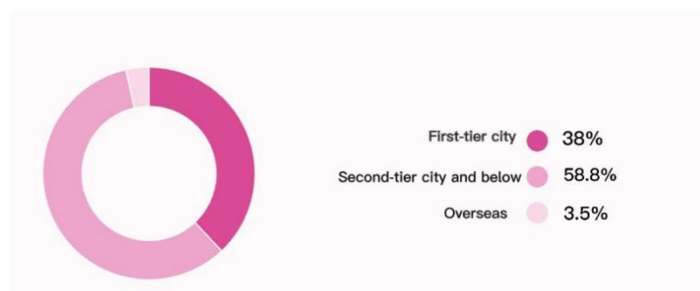 First-tier city 38%
Second-tier city and below 58.8%
Overseas 3.5%